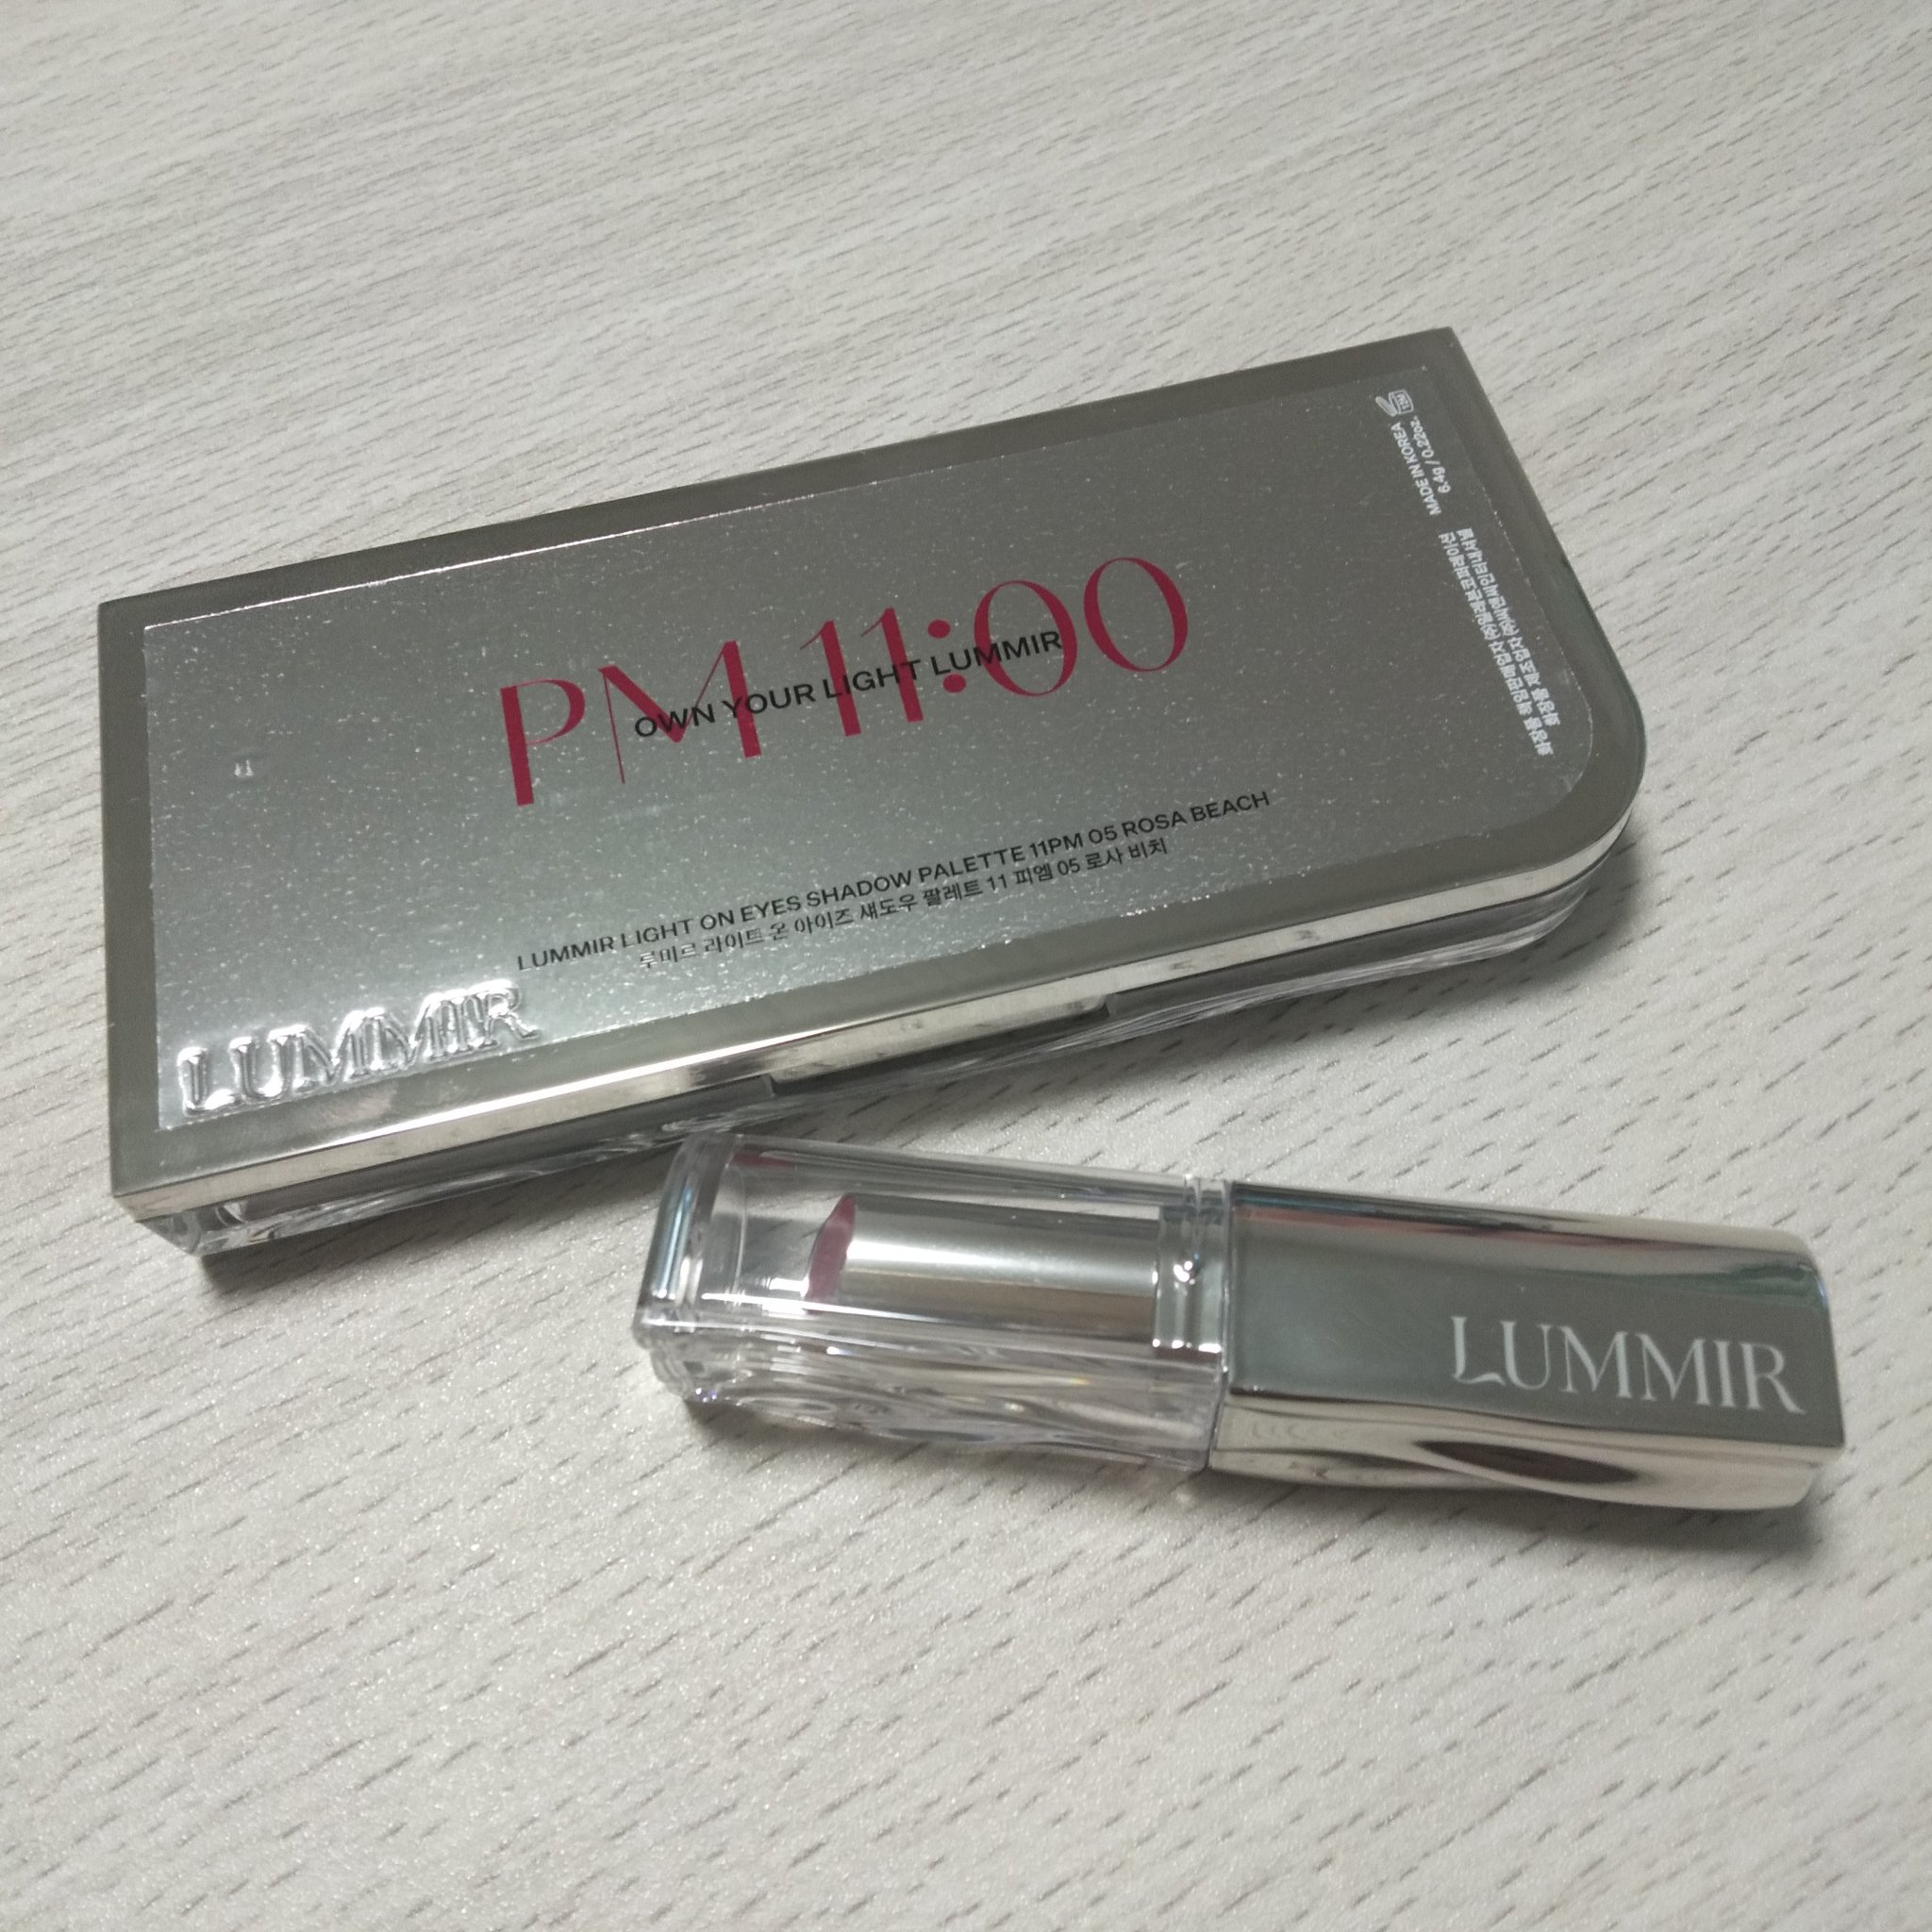 PM 11:00
OWN YOUR LIGHT LUMMIR
LUMMIR LIGHT ON EYES SHADOW PALETTE 11PM 05 ROSA BEACH
루미르 라이트 온 아이즈 섀도우 팔레트 11 피엠 05 로사 비치
LUMMIR
MADE IN KOREA
6.4g / 0.22oz.
LUMMIR